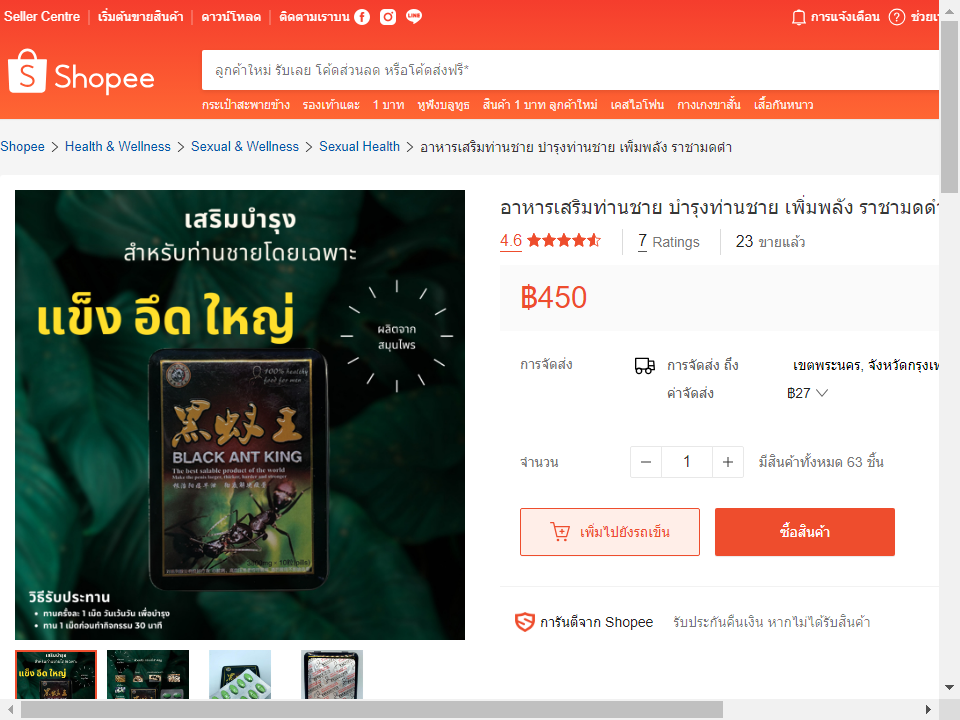 Seller Centre
เริ่มต้นขายสินค้า
ดาวน์โหลด
ติดตามเราบน
LINE
การแจ้งเตือน
Shopee
ลูกค้าใหม่ รับเลย โค้ดส่วนลด หรือโค้ดส่งฟรี*
กระเป๋าสะพายข้าง รองเท้าแตะ 1 บาท หูฟังบลูทูธ สินค้า 1 บาท ลูกค้าใหม่ เคสไอโฟน กางเกงขาสั้น เสื้อกันหนาว
Shopee > Health & Wellness > Sexual & Wellness > Sexual Health > อาหารเสริมท่านชาย บำรุงท่านชาย เพิ่มพลัง ราชามดดำ
เสริมบำรุง
สำหรับท่านชายโดยเฉพาะ
แข็ง อึด ใหญ่
ผลิตจาก
สมุนไพร
100% healthy
food for men
黑蚁王
BLACK ANT KING
The best salable product of the world
Make the penis larger, thicker, harder and stronger
วิธีรับประทาน
• ทานครั้งละ 1 เม็ด วันเว้นวัน เพื่อบำรุง
• ทาน 1 เม็ดก่อนทำกิจกรรม 30 นาที
อาหารเสริมท่านชาย บำรุงท่านชาย เพิ่มพลัง ราชามดดำ
4.6
7 Ratings
23 ขายแล้ว
฿450
การจัดส่ง
การจัดส่ง ถึง
เขตพระนคร, จังหวัดกรุงเท
ค่าจัดส่ง
฿27
จำนวน
1
มีสินค้าทั้งหมด 63 ชิ้น
เพิ่มไปยังรถเข็น
ซื้อสินค้า
การันตีจาก Shopee
รับประกันคืนเงิน หากไม่ได้รับสินค้า